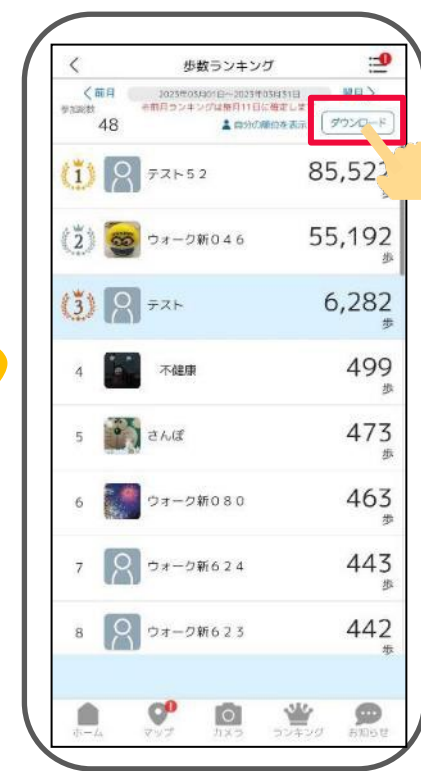 歩数ランキング
前月
2023年03月01日~2023年03月31日
翌月
参加総数
※前月ランキングは毎月11日に確定します
48
自分の順位を表示
ダウンロード
1
テスト52
85,52
2
ウォーク新046
55,192
歩
3
テスト
6,282
歩
4
不健康
499
歩
5
さんぽ
473
歩
6
ウォーク新080
463
歩
7
ウォーク新624
443
歩
8
ウォーク新623
442
歩
ホーム
マップ
カメラ
ランキング
お知らせ